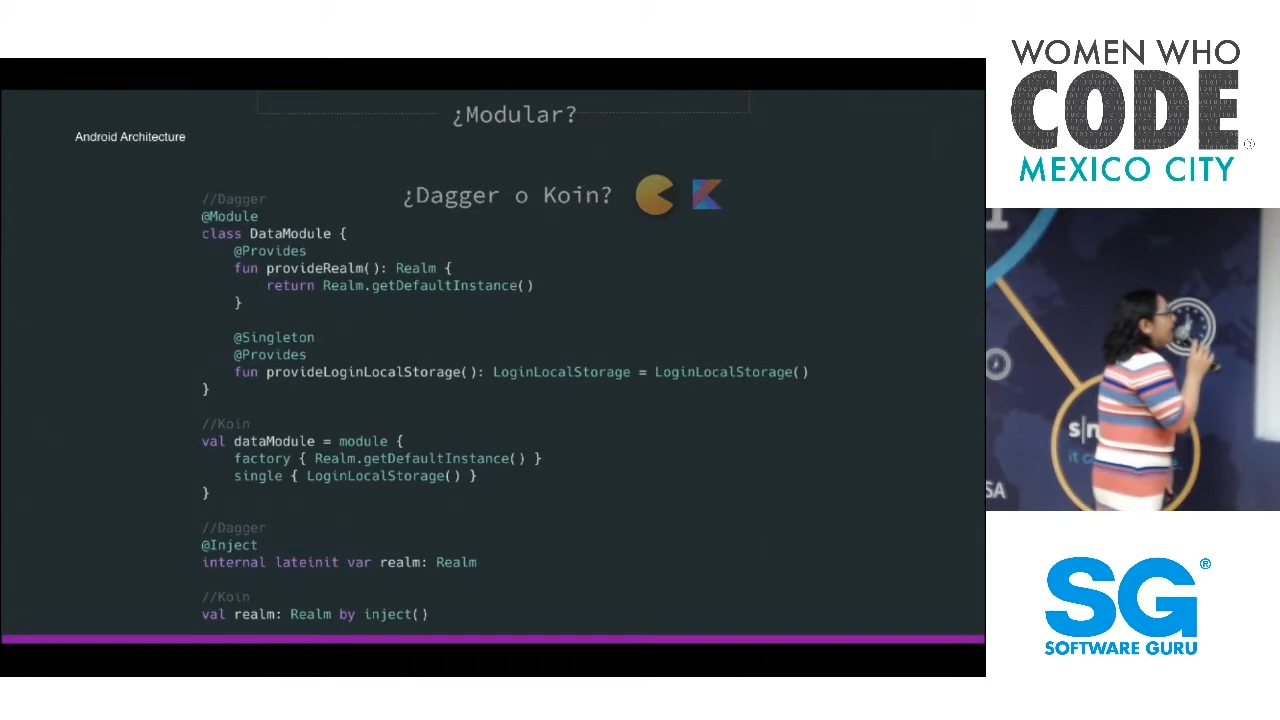 ¿Modular?
Android Architecture
¿Dagger o Koin?
//Dagger
@Module
class DataModule {
@Provides
fun provideRealm(): Realm {
return Realm.getDefaultInstance()
}
@Singleton
@Provides
fun provideLoginLocalStorage(): LoginLocalStorage = LoginLocalStorage()
}
//Koin
val dataModule = module {
factory { Realm.getDefaultInstance() }
single { LoginLocalStorage() }
}
//Dagger
@Inject
internal lateinit var realm: Realm
//Koin
val realm: Realm by inject()
WOMEN WHO
CODE®
MEXICO CITY
SG®
SOFTWARE GURU